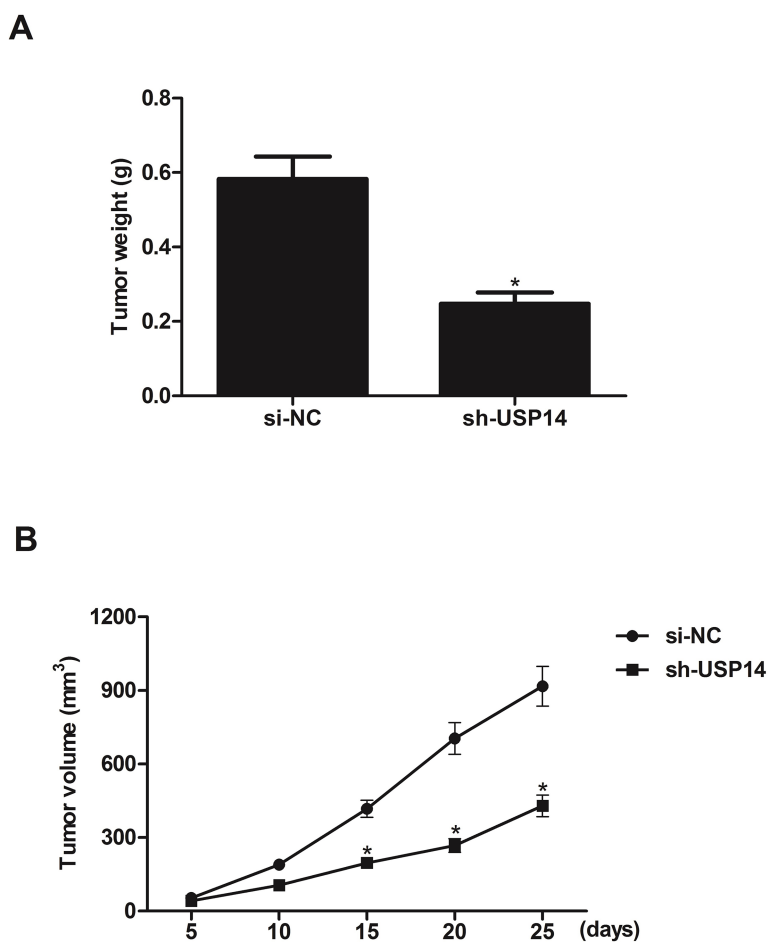 A
0.8
0.6
0.4
0.2
0.0
Tumor weight (g)
*
si-NC
sh-USP14
B
1200
900
600
300
0
Tumor volume (mm³)
*
*
*
5 10 15 20 25 (days)
si-NC
sh-USP14